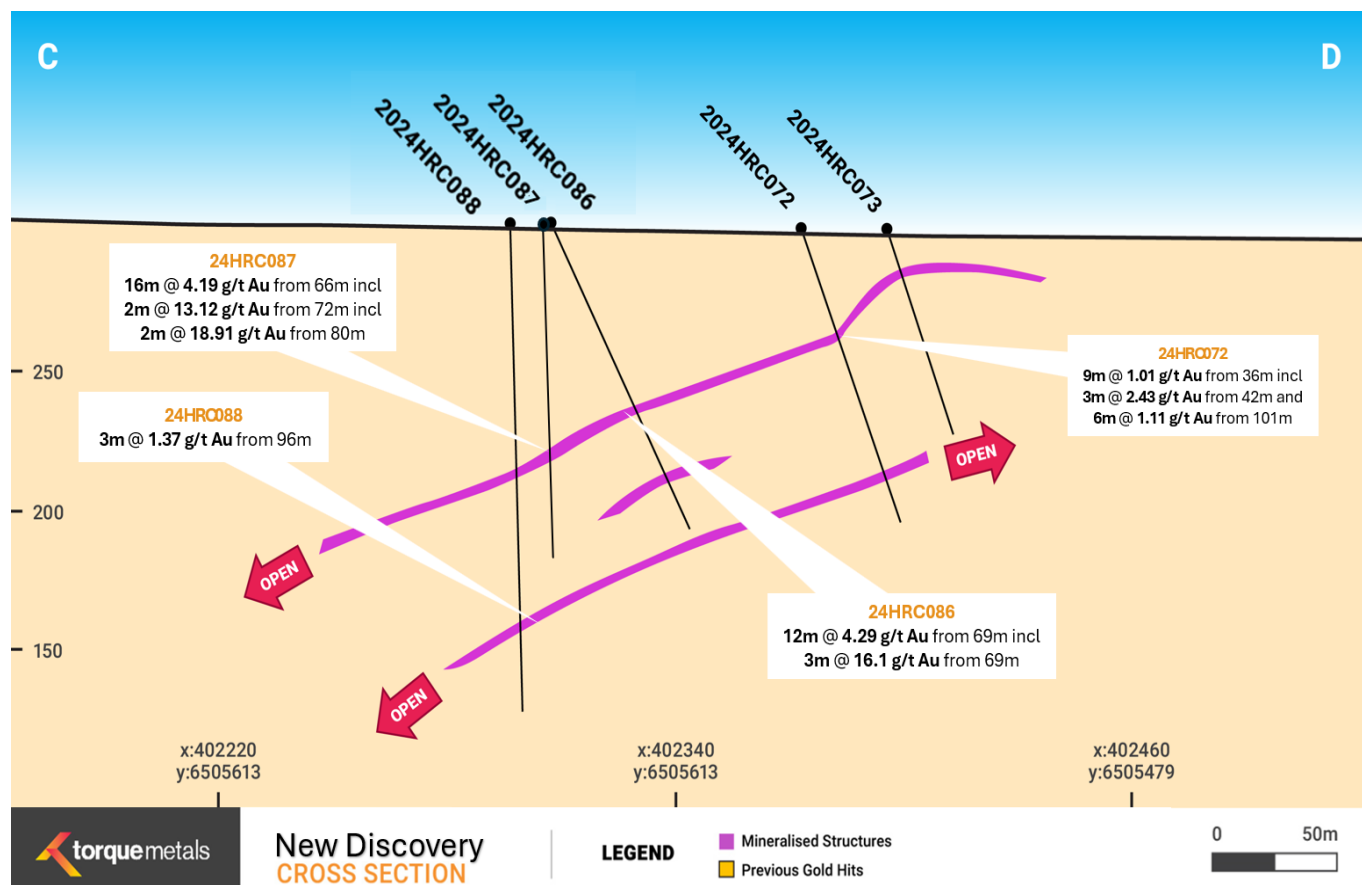 C
D
2024HRC088
2024HRC087
2024HRC086
2024HRC072
2024HRC073
24HRC087
16m @ 4.19 g/t Au from 66m incl
2m @ 13.12 g/t Au from 72m incl
2m @ 18.91 g/t Au from 80m
24HRC072
9m @ 1.01 g/t Au from 36m incl
3m @ 2.43 g/t Au from 42m and
6m @ 1.11 g/t Au from 101m
250
24HRC088
3m @ 1.37 g/t Au from 96m
OPEN
200
OPEN
24HRC086
12m @ 4.29 g/t Au from 69m incl
3m @ 16.1 g/t Au from 69m
150
OPEN
x:402220
y:6505613
x:402340
y:6505613
x:402460
y:6505479
torquemetals
New Discovery
CROSS SECTION
LEGEND
Mineralised Structures
Previous Gold Hits
0 50m